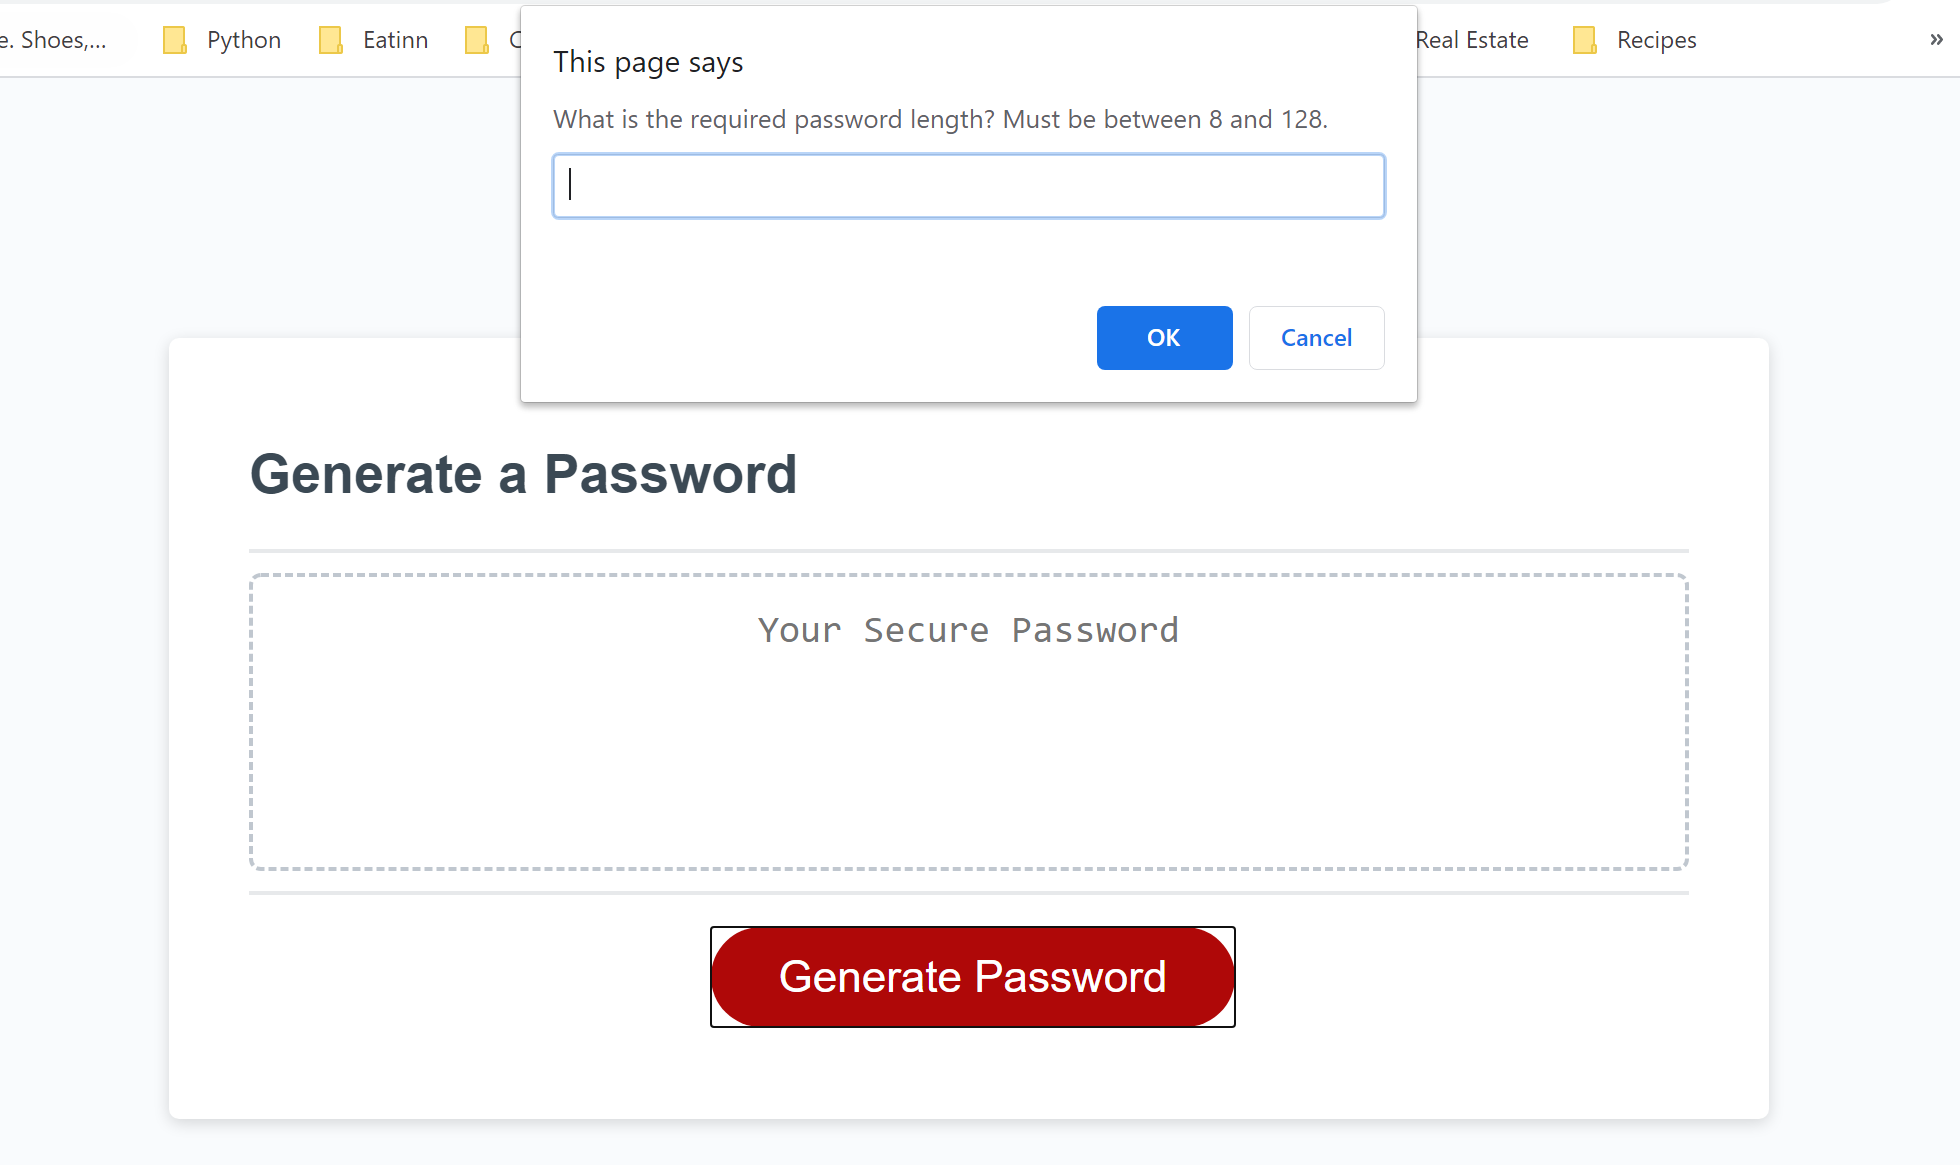 e. Shoes,...
Python
Eatinn
Real Estate
Recipes
»
This page says
What is the required password length? Must be between 8 and 128.
OK
Cancel
Generate a Password
Your Secure Password
Generate Password